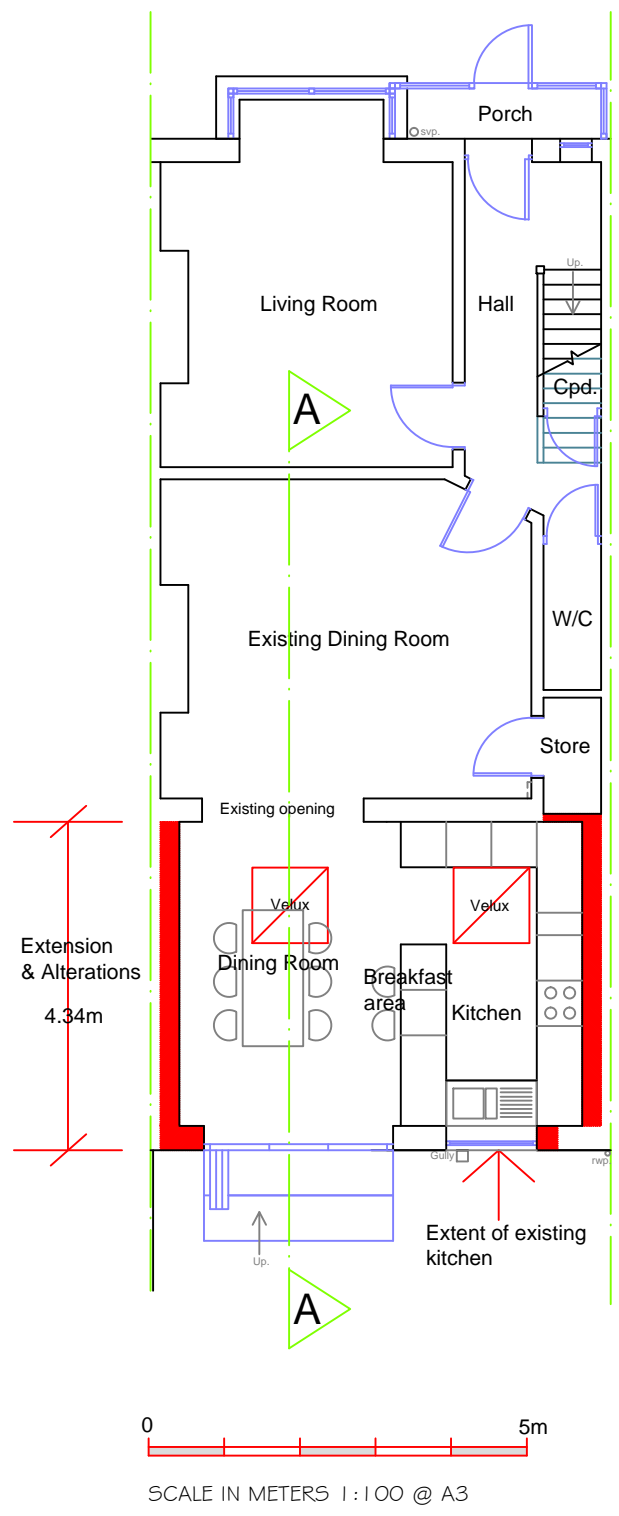 Porch
svp.
Up.
Living Room
Hall
Cpd.
A
W/C
Existing Dining Room
Store
Existing opening
Velux
Velux
Extension
& Alterations
4.34m
Dining Room
Breakfast
area
Kitchen
Gully
rwp.
Extent of existing
kitchen
Up.
A
0
5m
SCALE IN METERS 1:100 @ A3